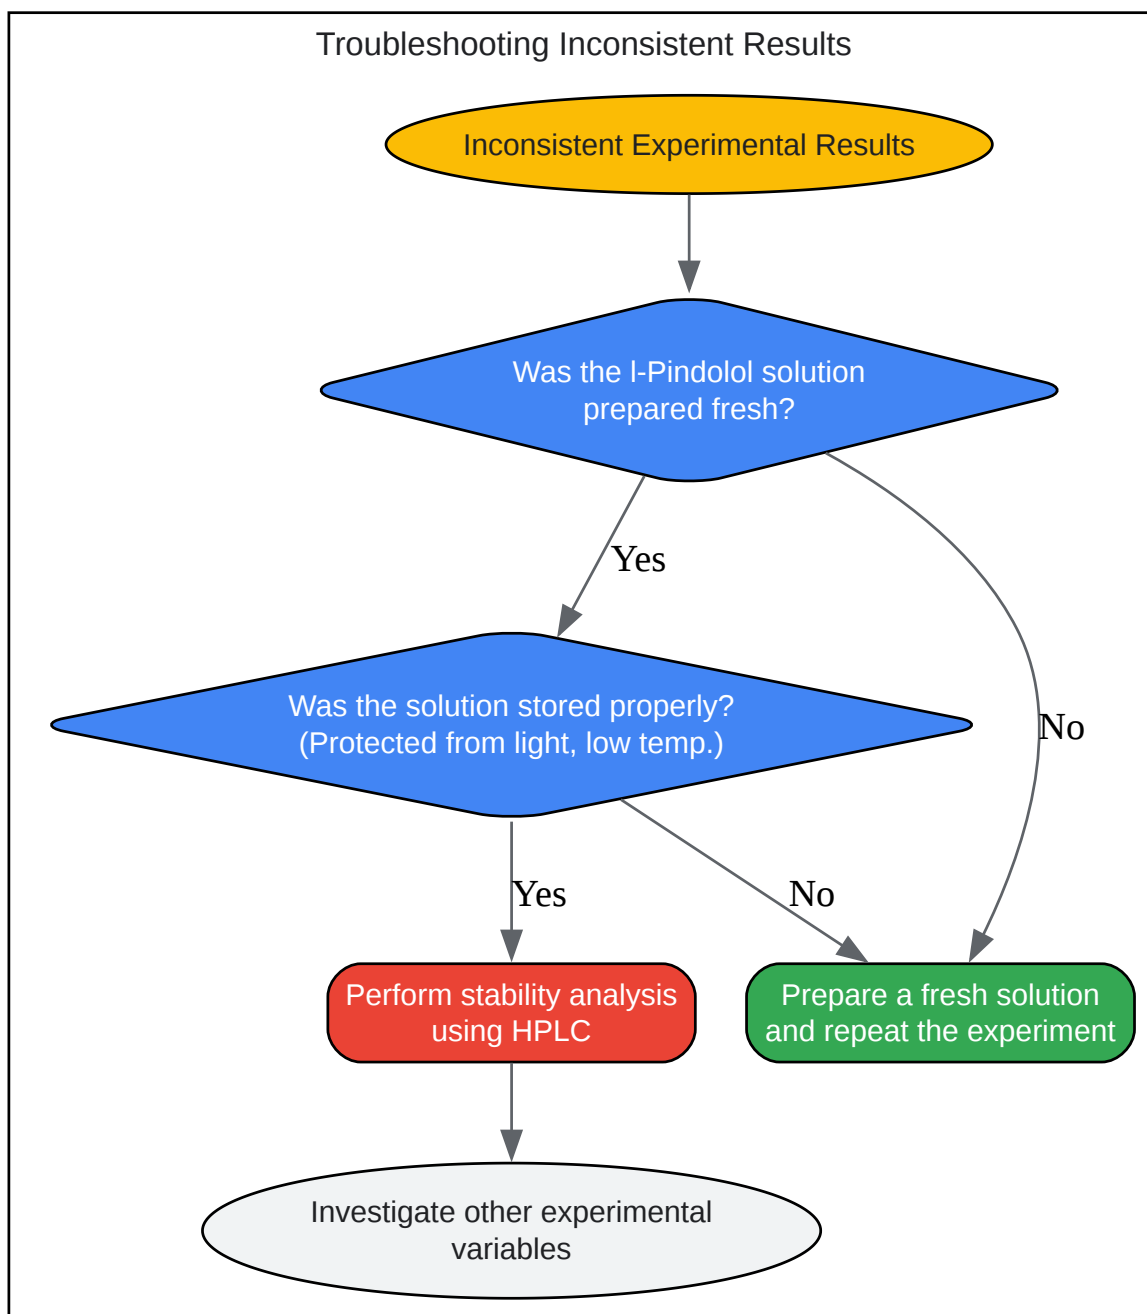 Troubleshooting Inconsistent Results
Inconsistent Experimental Results
Was the l-Pindolol solution
prepared fresh?
Yes
No
Was the solution stored properly?
(Protected from light, low temp.)
Yes
No
Perform stability analysis
using HPLC
Prepare a fresh solution
and repeat the experiment
Investigate other experimental
variables